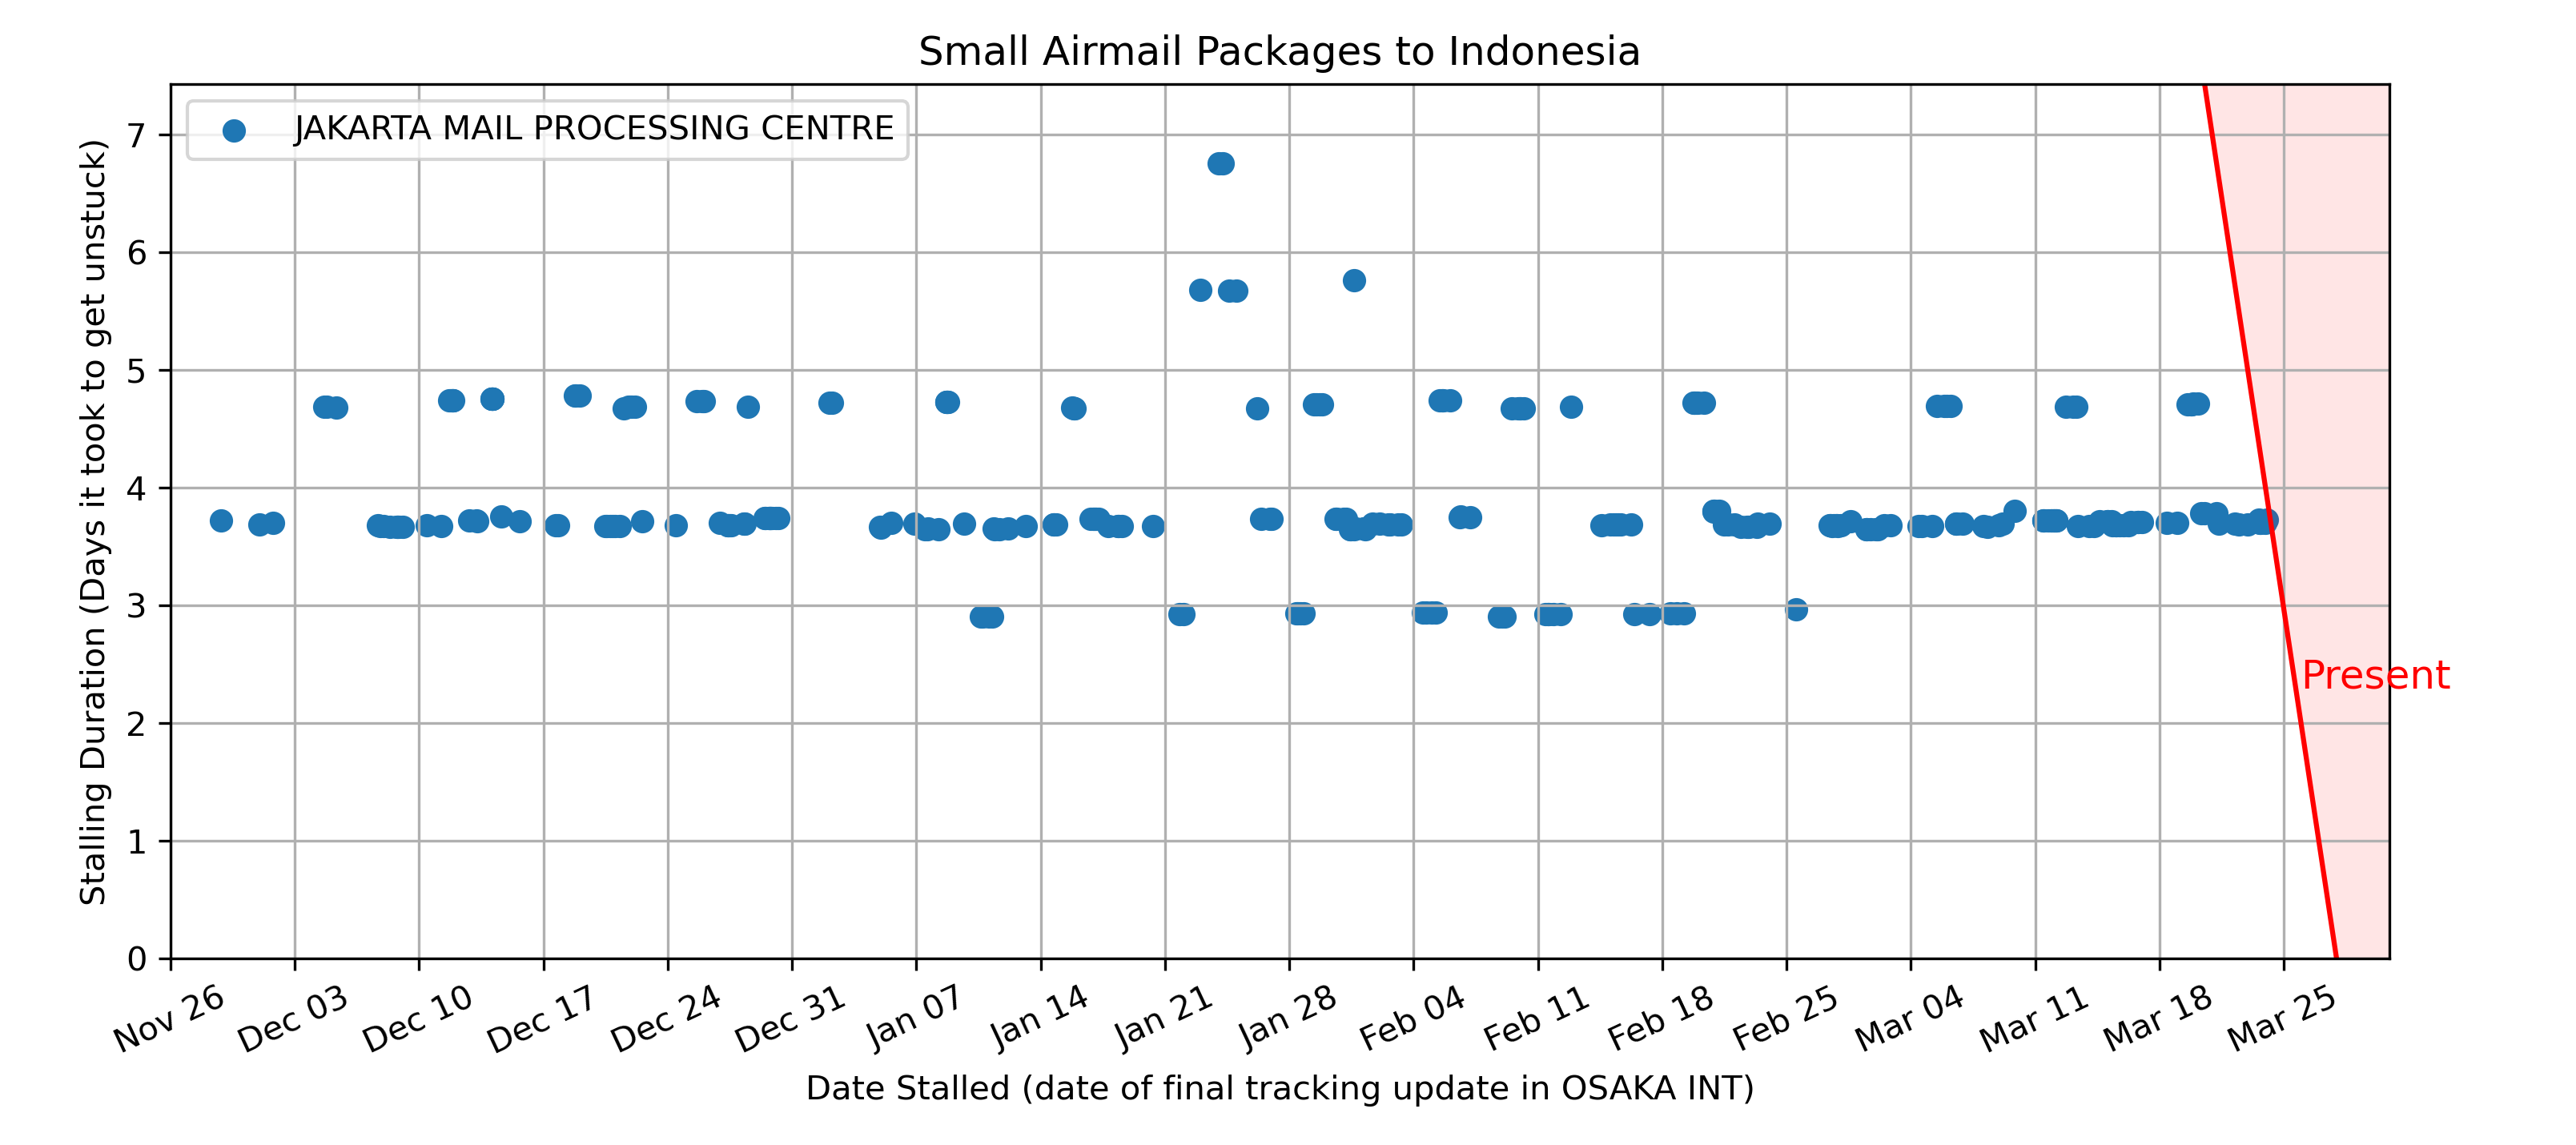 Small Airmail Packages to Indonesia
JAKARTA MAIL PROCESSING CENTRE
Stalling Duration (Days it took to get unstuck)
7
6
5
4
3
2
1
0
Present
Nov 26
Dec 03
Dec 10
Dec 17
Dec 24
Dec 31
Jan 07
Jan 14
Jan 21
Jan 28
Feb 04
Feb 11
Feb 18
Feb 25
Mar 04
Mar 11
Mar 18
Mar 25
Date Stalled (date of final tracking update in OSAKA INT)